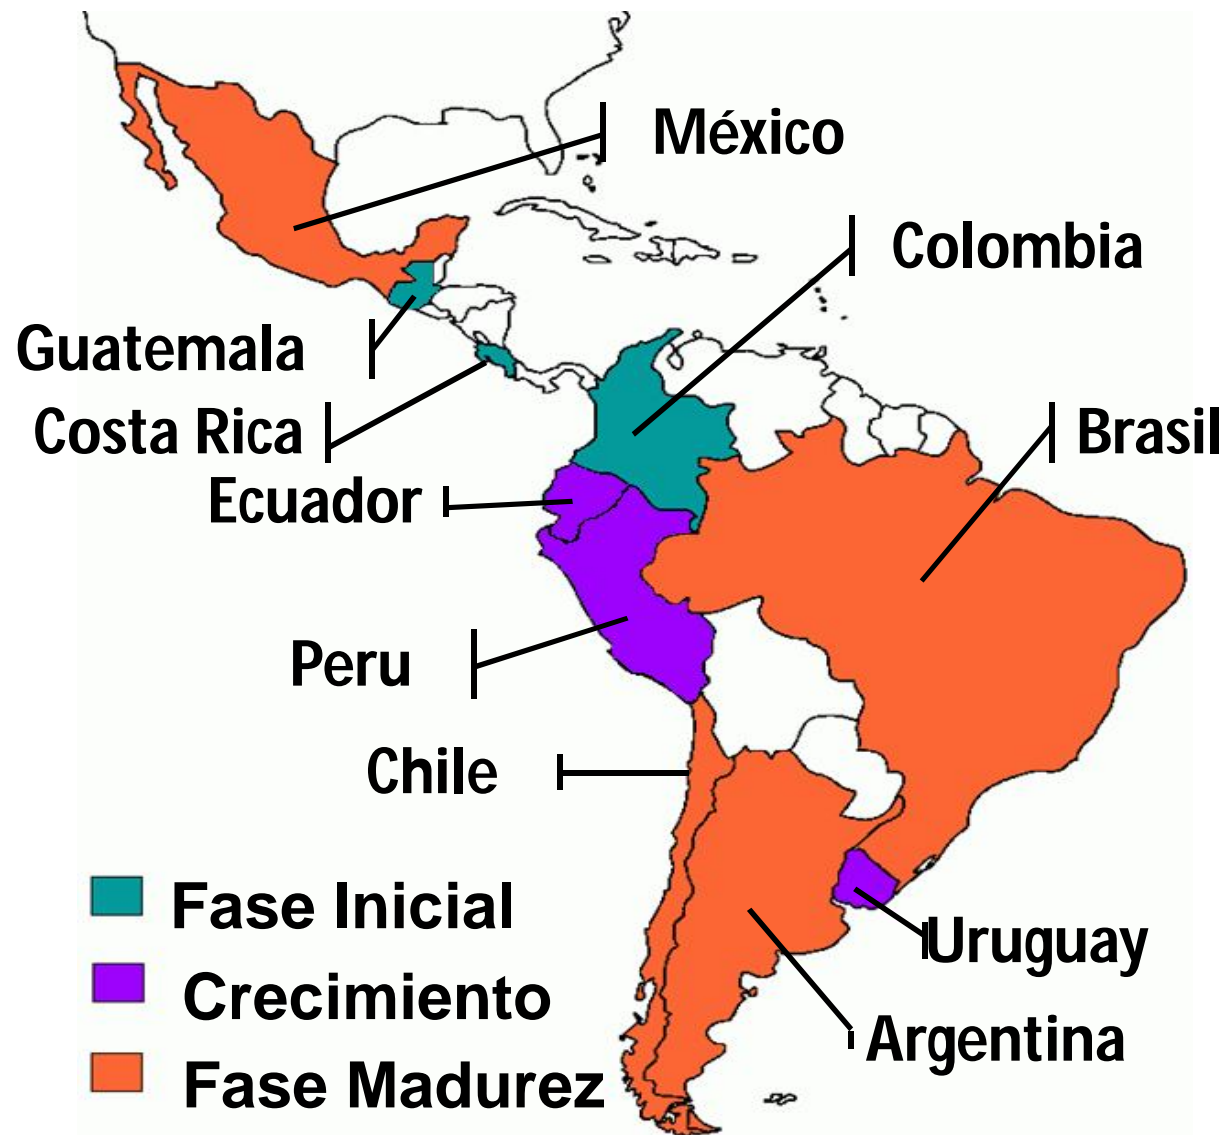 México
Colombia
Guatemala
Costa Rica
Brasil
Ecuador
Peru
Chile
Fase Inicial
Uruguay
Crecimiento
Argentina
Fase Madurez